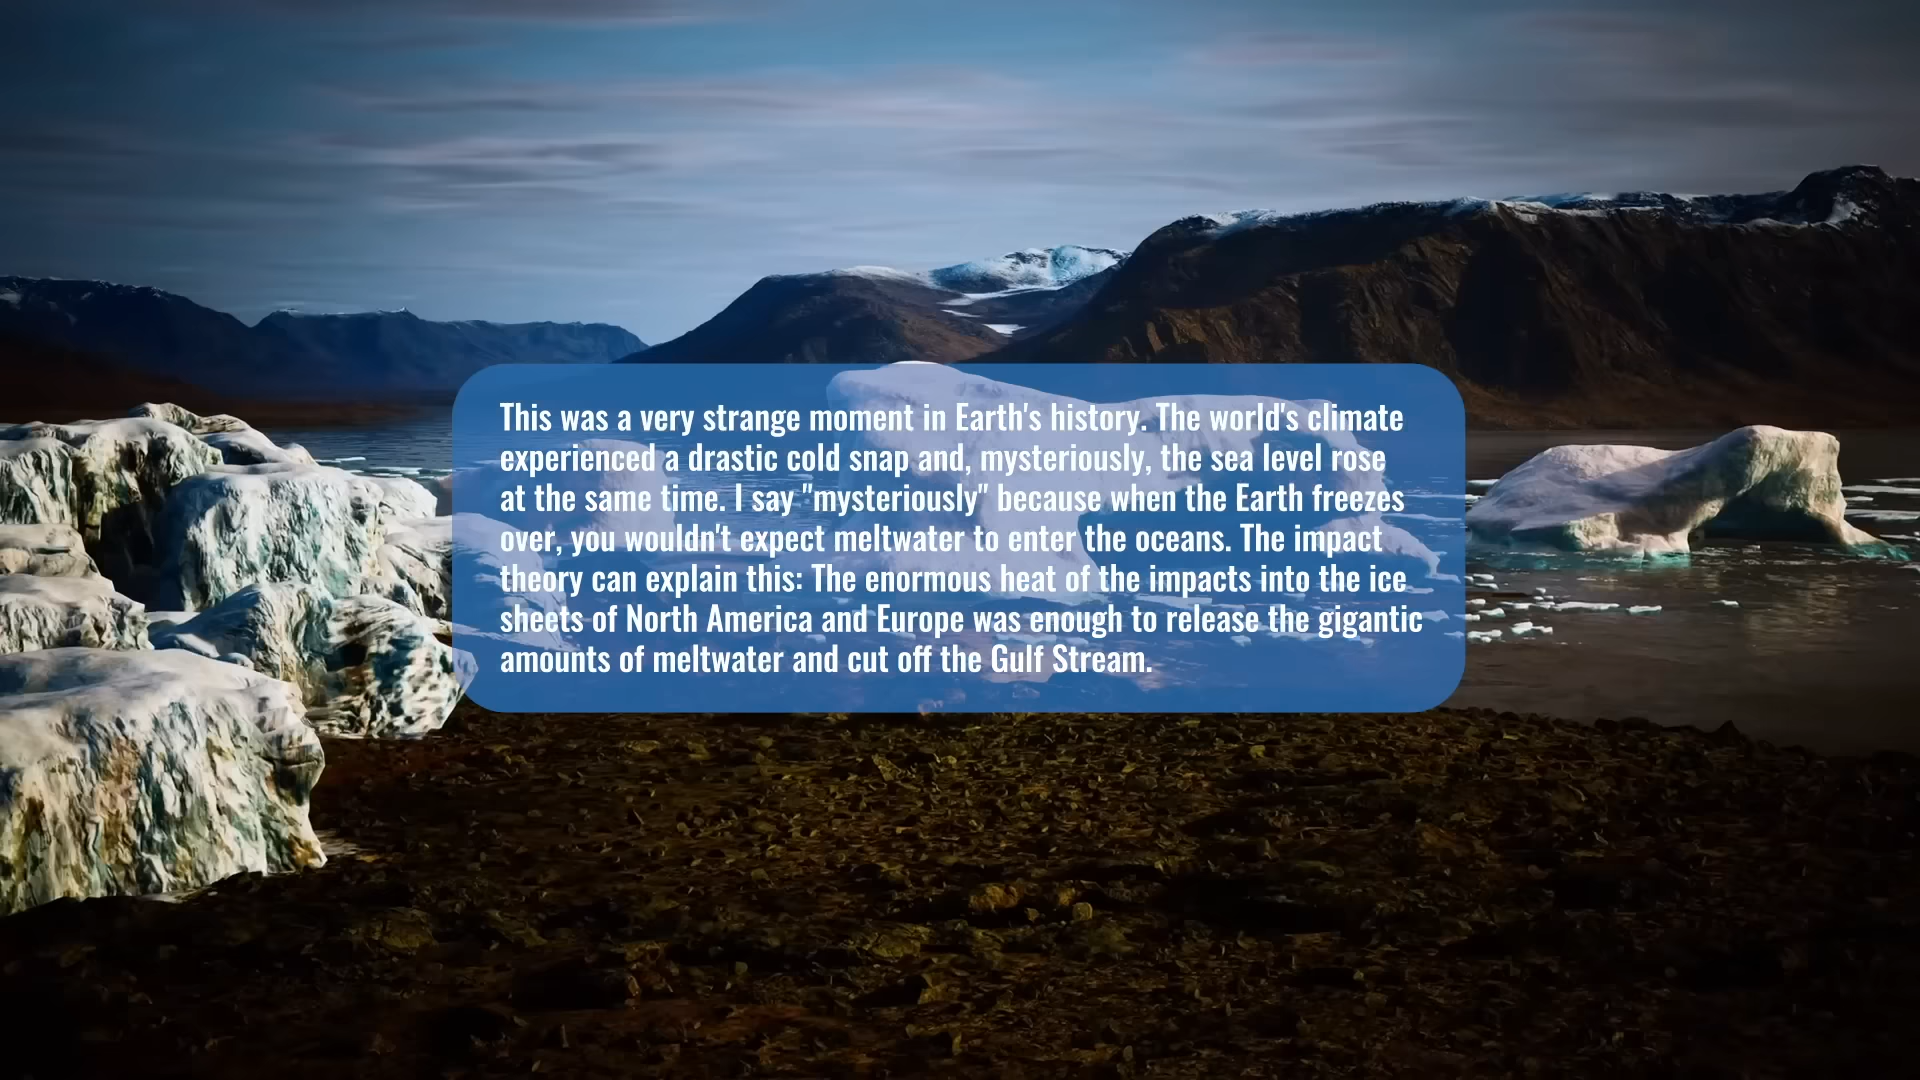 This was a very strange moment in Earth's history. The world's climate
experienced a drastic cold snap and, mysteriously, the sea level rose
at the same time. I say "mysteriously" because when the Earth freezes
over, you wouldn't expect meltwater to enter the oceans. The impact
theory can explain this: The enormous heat of the impacts into the ice
sheets of North America and Europe was enough to release the gigantic
amounts of meltwater and cut off the Gulf Stream.